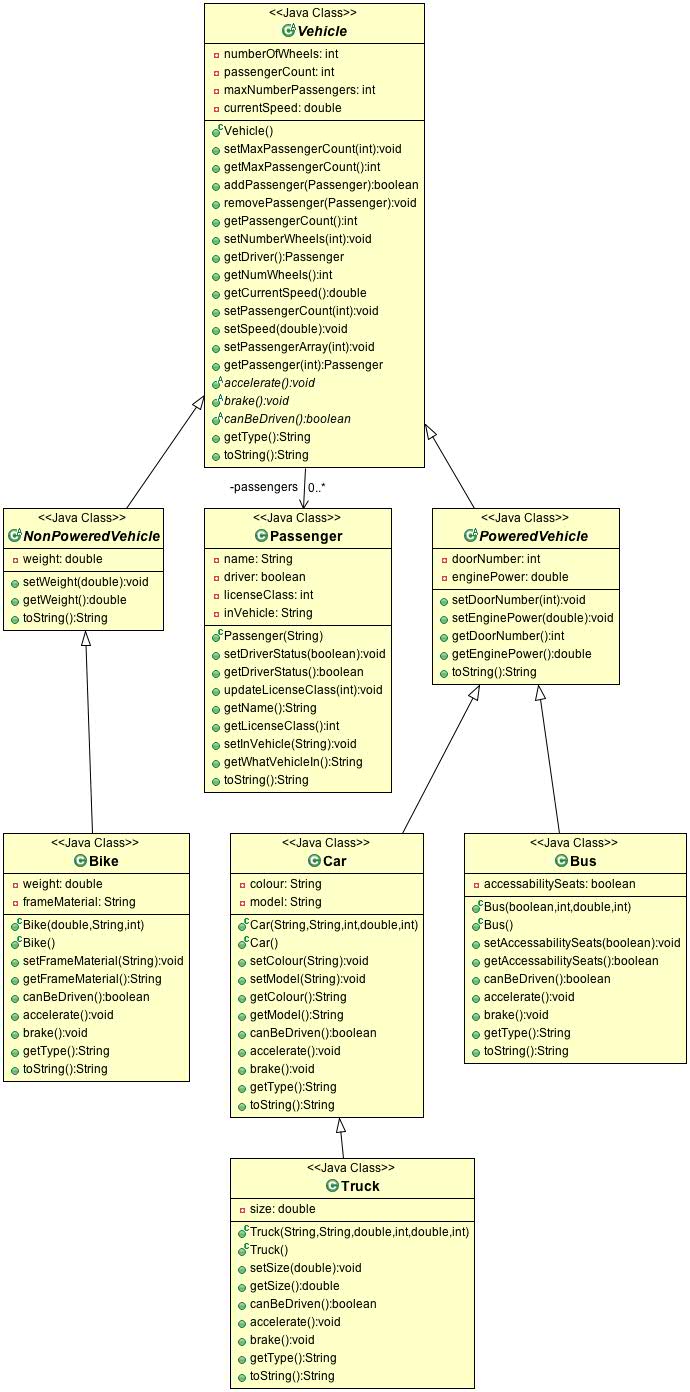 <<Java Class>>
Vehicle
numberOfWheels: int
passengerCount: int
maxNumberPassengers: int
currentSpeed: double
Vehicle()
setMaxPassengerCount(int):void
getMaxPassengerCount():int
addPassenger(Passenger):boolean
removePassenger(Passenger):void
getPassengerCount():int
setNumberWheels(int):void
getDriver():Passenger
getNumWheels():int
getCurrentSpeed():double
setPassengerCount(int):void
setSpeed(double):void
setPassengerArray(int):void
getPassenger(int):Passenger
accelerate():void
brake():void
canBeDriven():boolean
getType():String
toString():String
-passengers 0..*
<<Java Class>>
NonPoweredVehicle
weight: double
setWeight(double):void
getWeight():double
toString():String
<<Java Class>>
Passenger
name: String
driver: boolean
licenseClass: int
inVehicle: String
Passenger(String)
setDriverStatus(boolean):void
getDriverStatus():boolean
updateLicenseClass(int):void
getName():String
getLicenseClass():int
setInVehicle(String):void
getWhatVehicleIn():String
toString():String
<<Java Class>>
PoweredVehicle
doorNumber: int
enginePower: double
setDoorNumber(int):void
setEnginePower(double):void
getDoorNumber():int
getEnginePower():double
toString():String
<<Java Class>>
Bike
weight: double
frameMaterial: String
Bike(double,String,int)
Bike()
setFrameMaterial(String):void
getFrameMaterial():String
canBeDriven():boolean
accelerate():void
brake():void
getType():String
toString():String
<<Java Class>>
Car
colour: String
model: String
Car(String,String,int,double,int)
Car()
setColour(String):void
setModel(String):void
getColour():String
getModel():String
canBeDriven():boolean
accelerate():void
brake():void
getType():String
toString():String
<<Java Class>>
Bus
accessabilitySeats: boolean
Bus(boolean,int,double,int)
Bus()
setAccessabilitySeats(boolean):void
getAccessabilitySeats():boolean
canBeDriven():boolean
accelerate():void
brake():void
getType():String
toString():String
<<Java Class>>
Truck
size: double
Truck(String,String,double,int,double,int)
Truck()
setSize(double):void
getSize():double
canBeDriven():boolean
accelerate():void
brake():void
getType():String
toString():String